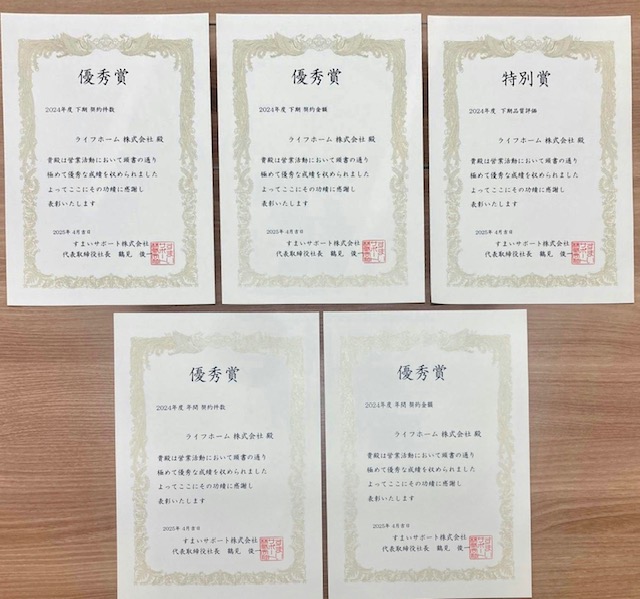 優秀賞
2024年度 下期 契約件数
ライフホーム 株式会社 殿
貴殿は営業活動において頭書の通り
極めて優秀な成績を収められました
よってここにその功績に感謝し
表彰いたします
2025年 4月吉日
すまいサポート株式会社
代表取締役社長 鶴見 俊一
優秀賞
2024年度 下期 契約金額
ライフホーム 株式会社 殿
貴殿は営業活動において頭書の通り
極めて優秀な成績を収められました
よってここにその功績に感謝し
表彰いたします
2025年 4月吉日
すまいサポート株式会社
代表取締役社長 鶴見 俊一
特別賞
2024年度 下期品質評価
ライフホーム 株式会社 殿
貴殿は営業活動において頭書の通り
極めて優秀な成績を収められました
よってここにその功績に感謝し
表彰いたします
2025年 4月吉日
すまいサポート株式会社
代表取締役社長 鶴見 俊一
優秀賞
2024年度 年間 契約件数
ライフホーム 株式会社 殿
貴殿は営業活動において頭書の通り
極めて優秀な成績を収められました
よってここにその功績に感謝し
表彰いたします
2025年 4月吉日
すまいサポート株式会社
代表取締役社長 鶴見 俊一
優秀賞
2024年度 年間 契約金額
ライフホーム 株式会社 殿
貴殿は営業活動において頭書の通り
極めて優秀な成績を収められました
よってここにその功績に感謝し
表彰いたします
2025年 4月吉日
すまいサポート株式会社
代表取締役社長 鶴見 俊一